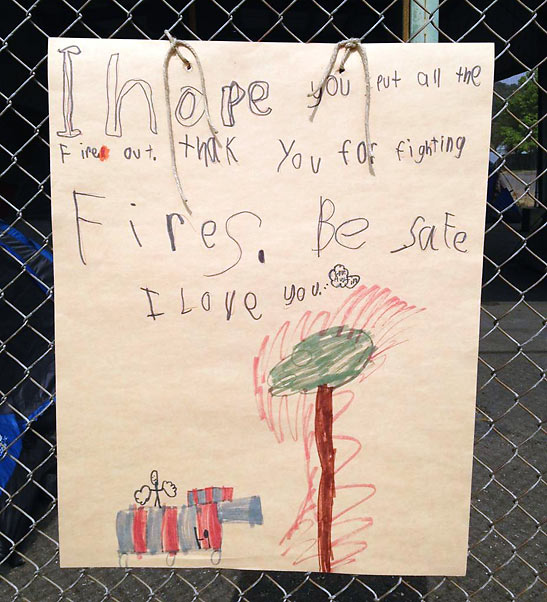 I hope you put all the
Fires out. thak You for fighting
Fires. Be safe
I Love you.